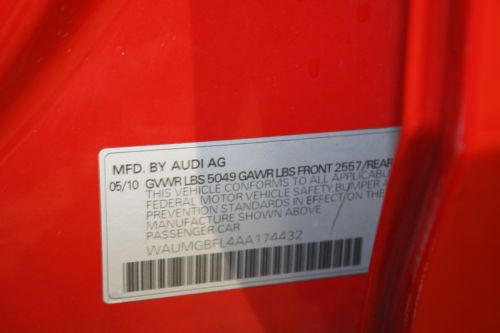 MFD. BY AUDI AG
05/10 GVWR LBS 5049 GAWR LBS FRONT 2557/REAR
THIS VEHICLE CONFORMS TO ALL APPLICABLE
FEDERAL MOTOR VEHICLE SAFETY, BUMPER A
PREVENTION STANDARDS IN EFFECT ON THE
MANUFACTURE SHOWN ABOVE
PASSENGER CAR
WAUMGBFL4AA174432